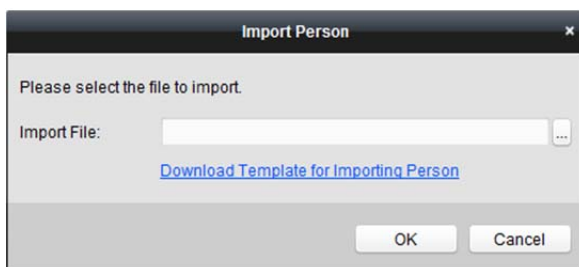 Import Person ×
Please select the file to import.
Import File: ...
Download Template for Importing Person
OK Cancel